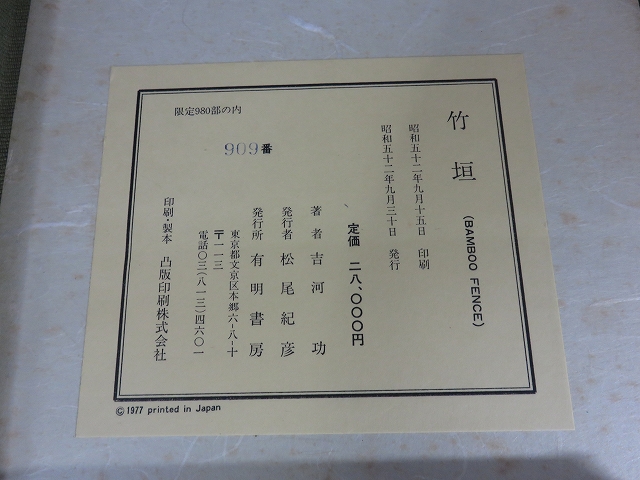 竹垣
(BAMBOO FENCE)
昭和五十二年九月十五日 印刷
昭和五十二年九月三十日 発行
定価 二八、〇〇〇円
著者 吉河功
発行者 松尾紀彦
発行所 有明書房
東京都文京区本郷六-八-十
〒一一三
電話〇三(八一三)四六〇一
印刷・製本 凸版印刷株式会社
限定980部の内
909番
©1977 printed in Japan